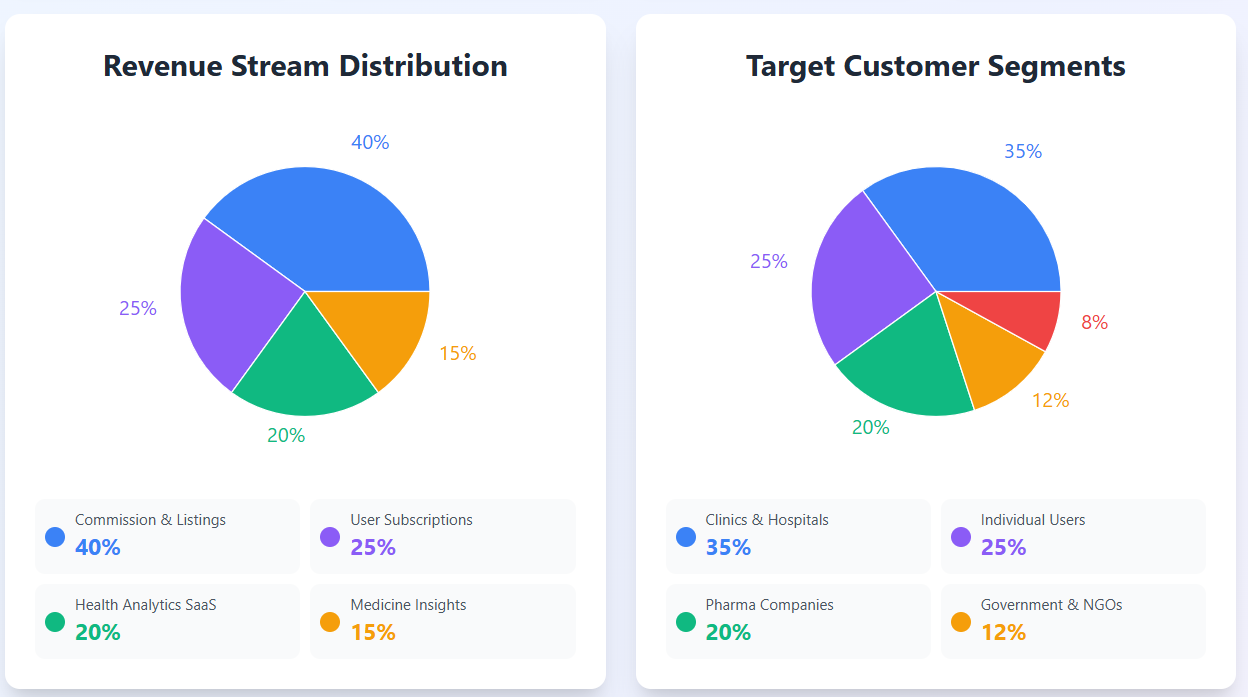 Revenue Stream Distribution
40%
25%
15%
20%
Commission & Listings
40%
User Subscriptions
25%
Health Analytics SaaS
20%
Medicine Insights
15%
Target Customer Segments
35%
25%
8%
12%
20%
Clinics & Hospitals
35%
Individual Users
25%
Pharma Companies
20%
Government & NGOs
12%